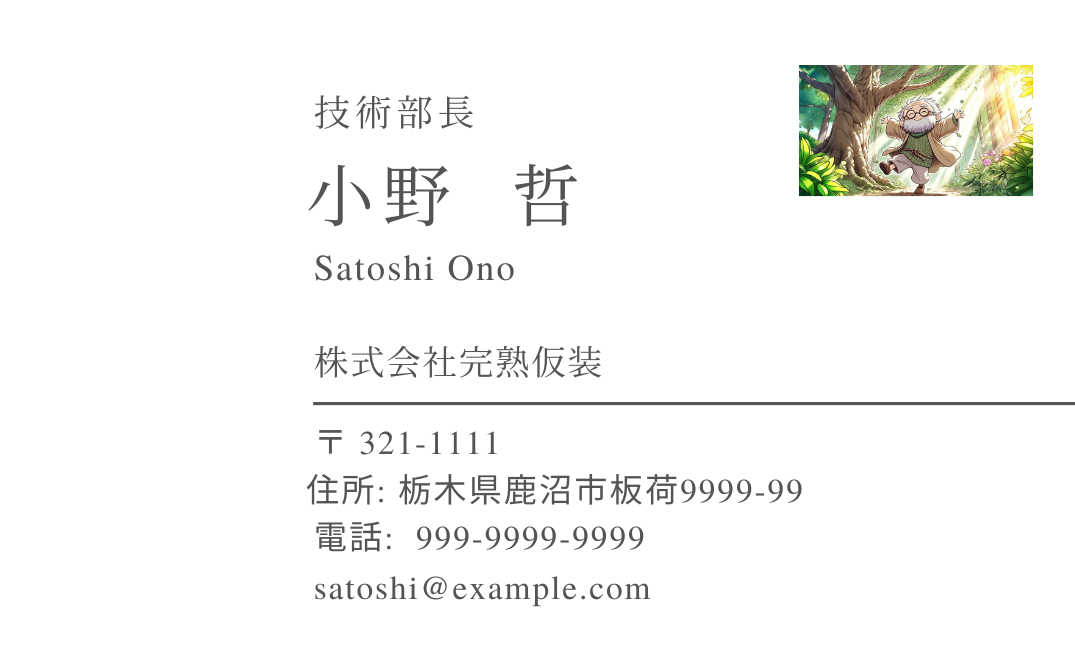 技術部長
小野　哲
Satoshi Ono
株式会社完熟仮装
〒 321-1111
住所: 栃木県鹿沼市板荷9999-99
電話:  999-9999-9999
satoshi@example.com